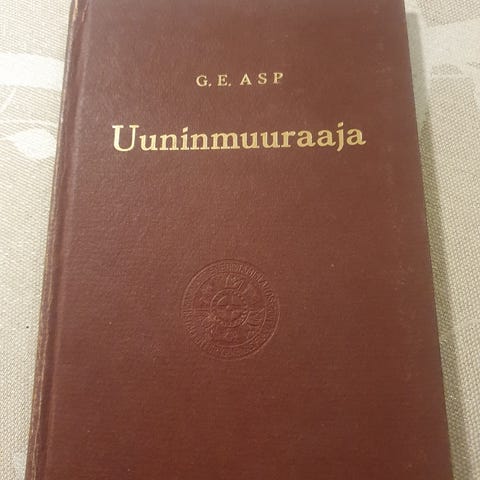 G. E. ASP
Uuninmuuraaja